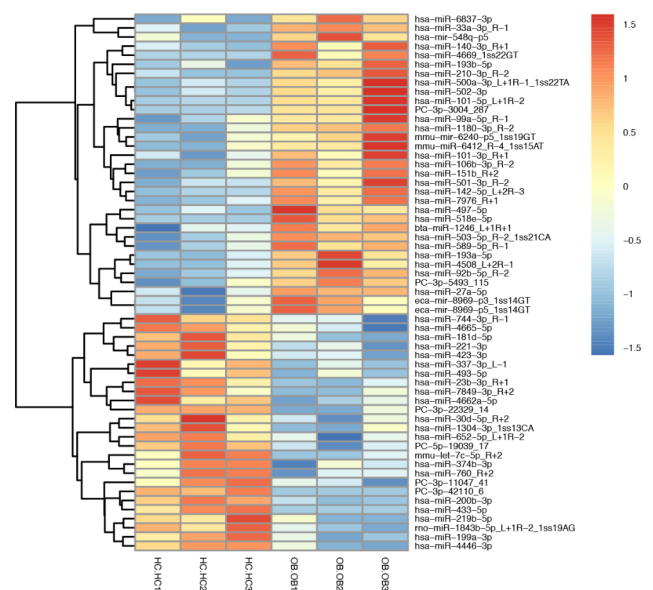 hsa-miR-6837-3p
hsa-miR-33a-3p_R-1
hsa-miR-548q-p5
hsa-miR-140-3p_R+1
hsa-miR-4669_1ss22GT
hsa-miR-193b-5p
hsa-miR-210-3p_R-2
hsa-miR-500a-3p_L+1R-1_1ss22TA
hsa-miR-502-3p
hsa-miR-101-5p_L+1R-2
PC-3p-3004_287
hsa-miR-99a-5p_R-1
hsa-miR-1180-3p_R-2
mmu-mir-6240-p5_1ss19GT
mmu-miR-6412_R-4_1ss15AT
hsa-miR-101-3p_R+1
hsa-miR-106b-3p_R-2
hsa-miR-151b_R+2
hsa-miR-501-3p_R-2
hsa-miR-142-5p_L+2R-3
hsa-miR-7976_R+1
hsa-miR-497-5p
hsa-miR-518e-5p
bta-miR-1246_L+1R+1
hsa-miR-503-5p_R-2_1ss21CA
hsa-miR-589-5p_R-1
hsa-miR-193a-5p
hsa-miR-4508_L+2R-1
hsa-miR-92b-5p_R-2
PC-3p-5493_115
hsa-miR-27a-5p
eca-mir-8969-p3_1ss14GT
eca-mir-8969-p5_1ss14GT
hsa-miR-744-3p_R-1
hsa-miR-4665-5p
hsa-miR-181d-5p
hsa-miR-221-3p
hsa-miR-423-3p
hsa-miR-337-3p_L-1
hsa-miR-493-5p
hsa-miR-23b-3p_R+1
hsa-miR-7849-3p_R+2
hsa-miR-4662a-5p
PC-3p-22329_14
hsa-miR-30d-5p_R+2
hsa-miR-1304-3p_1ss13CA
hsa-miR-652-5p_L+1R-2
PC-5p-19039_17
mmu-let-7c-5p_R+2
hsa-miR-374b-3p
hsa-miR-760_R+2
PC-3p-11047_41
PC-3p-42110_6
hsa-miR-200b-3p
hsa-miR-433-5p
hsa-miR-219b-5p
rno-miR-1843b-5p_L+1R-2_1ss19AG
hsa-miR-199a-3p
hsa-miR-4446-3p
HC.HC1
HC.HC2
HC.HC3
OB.OB1
OB.OB2
OB.OB3
1.5
1
0.5
0
−0.5
−1
−1.5